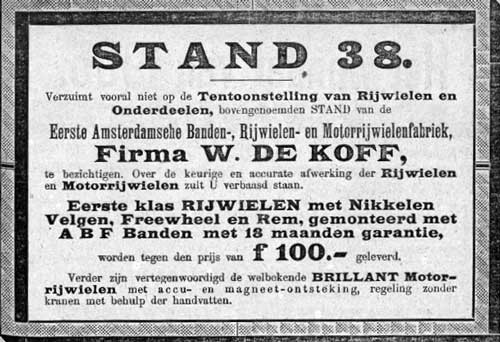 STAND 38.
Verzuimt vooral niet op de Tentoonstelling van Rijwielen en
Onderdeelen, bovengenoemden STAND van de
Eerste Amsterdamsche Banden-, Rijwielen- en Motorrijwielenfabriek,
Firma W. DE KOFF,
te bezichtigen. Over de keurige en accurate afwerking der Rijwielen
en Motorrijwielen zult U verbaasd staan.
Eerste klas RIJWIELEN met Nikkelen
Velgen, Freewheel en Rem, gemonteerd met
A B F Banden met 18 maanden garantie,
worden tegen den prijs van f 100.- geleverd.
Verder zijn vertegenwoordigd de welbekende BRILLANT Motor-
rijwielen met accu- en magneet-ontsteking, regeling zonder
kranen met behulp der handvatten.